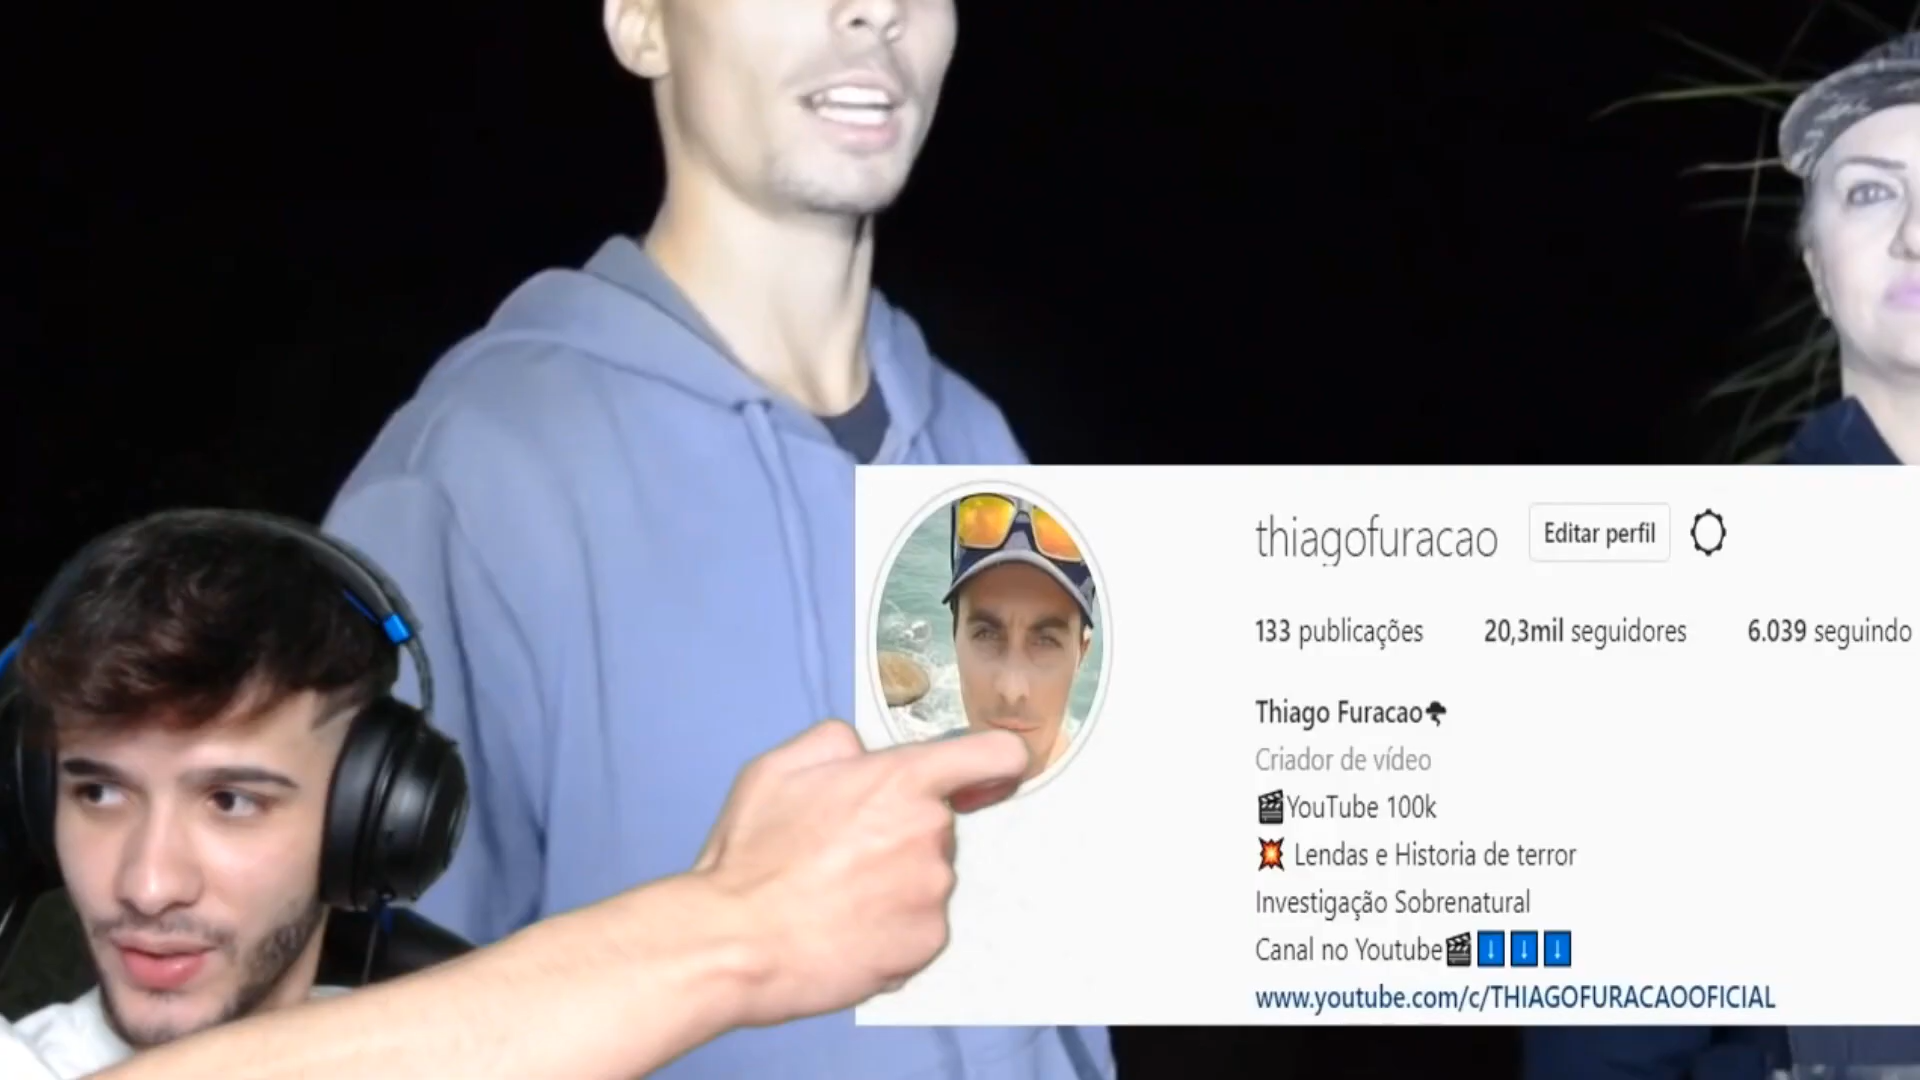 thiagofuracao Editar perfil
133 publicações 20,3mil seguidores 6.039 seguindo
Thiago Furacao🌪
Criador de vídeo
🎬YouTube 100k
💥 Lendas e Historia de terror
Investigação Sobrenatural
Canal no Youtube🎬⬇⬇⬇
www.youtube.com/c/THIAGOFURACAOOFICIAL